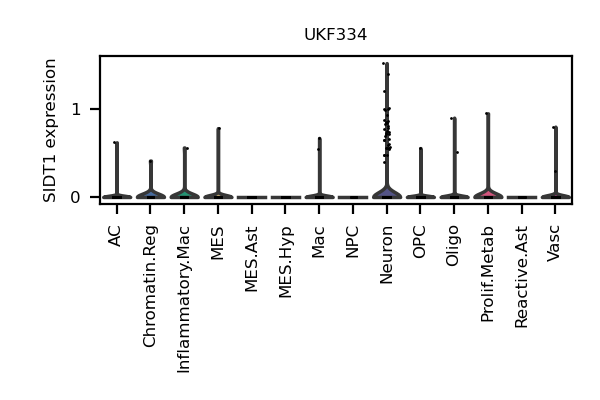 UKF334
SIDT1 expression
1
0
AC
Chromatin.Reg
Inflammatory.Mac
MES
MES.Ast
MES.Hyp
Mac
NPC
Neuron
OPC
Oligo
Prolif.Metab
Reactive.Ast
Vasc